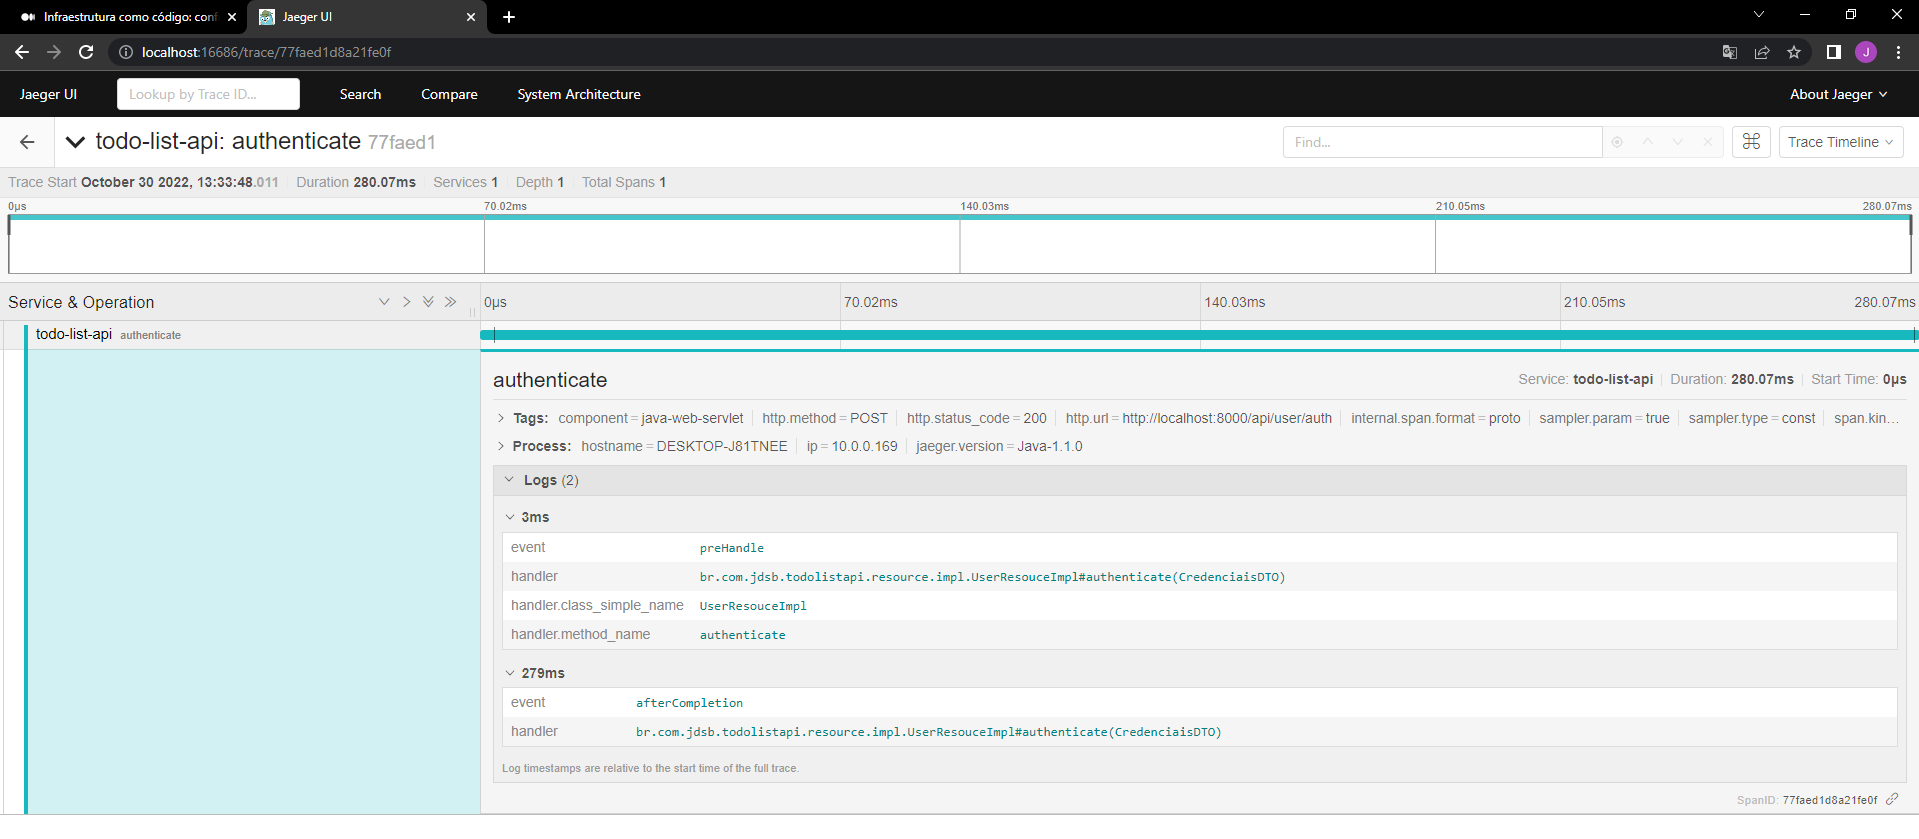 Infraestrutura como código: conf
Jaeger UI
localhost:16686/trace/77faed1d8a21fe0f
J
Jaeger UI
Lookup by Trace ID...
Search
Compare
System Architecture
About Jaeger
todo-list-api: authenticate 77faed1
Find...
Trace Timeline
Trace Start October 30 2022, 13:33:48.011 Duration 280.07ms Services 1 Depth 1 Total Spans 1
0μs 70.02ms 140.03ms 210.05ms 280.07ms
Service & Operation
0μs 70.02ms 140.03ms 210.05ms 280.07ms
todo-list-api authenticate
authenticate
Service: todo-list-api Duration: 280.07ms Start Time: 0μs
Tags: component = java-web-servlet http.method = POST http.status_code = 200 http.url = http://localhost:8000/api/user/auth internal.span.format = proto sampler.param = true sampler.type = const span.kin...
Process: hostname = DESKTOP-J81TNEE ip = 10.0.0.169 jaeger.version = Java-1.1.0
Logs (2)
3ms
event preHandle
handler br.com.jdsb.todolistapi.resource.impl.UserResouceImpl#authenticate(CredenciaisDTO)
handler.class_simple_name UserResouceImpl
handler.method_name authenticate
279ms
event afterCompletion
handler br.com.jdsb.todolistapi.resource.impl.UserResouceImpl#authenticate(CredenciaisDTO)
Log timestamps are relative to the start time of the full trace.
SpanID: 77faed1d8a21fe0f